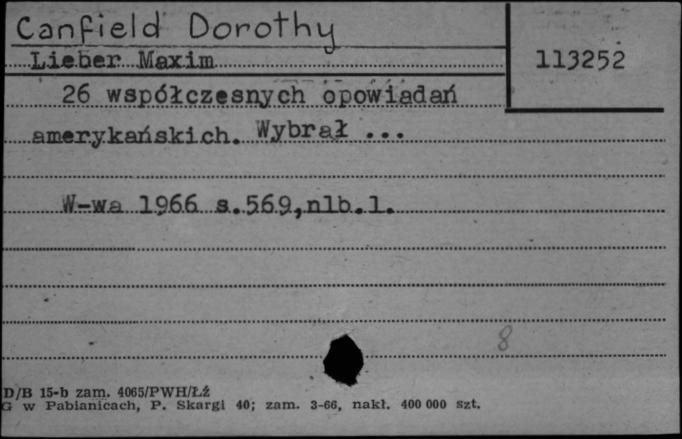 Canfield Dorothy
Lieber Maxim
113252
26 współczesnych opowiadań
amerykańskich. Wybrał ...
W-wa 1966 s.569,nlb.1.
8
D/B 15-b zam. 4065/PWH/ŁŹ
G w Pabianicach, P. Skargi 40; zam. 3-66, nakł. 400 000 szt.